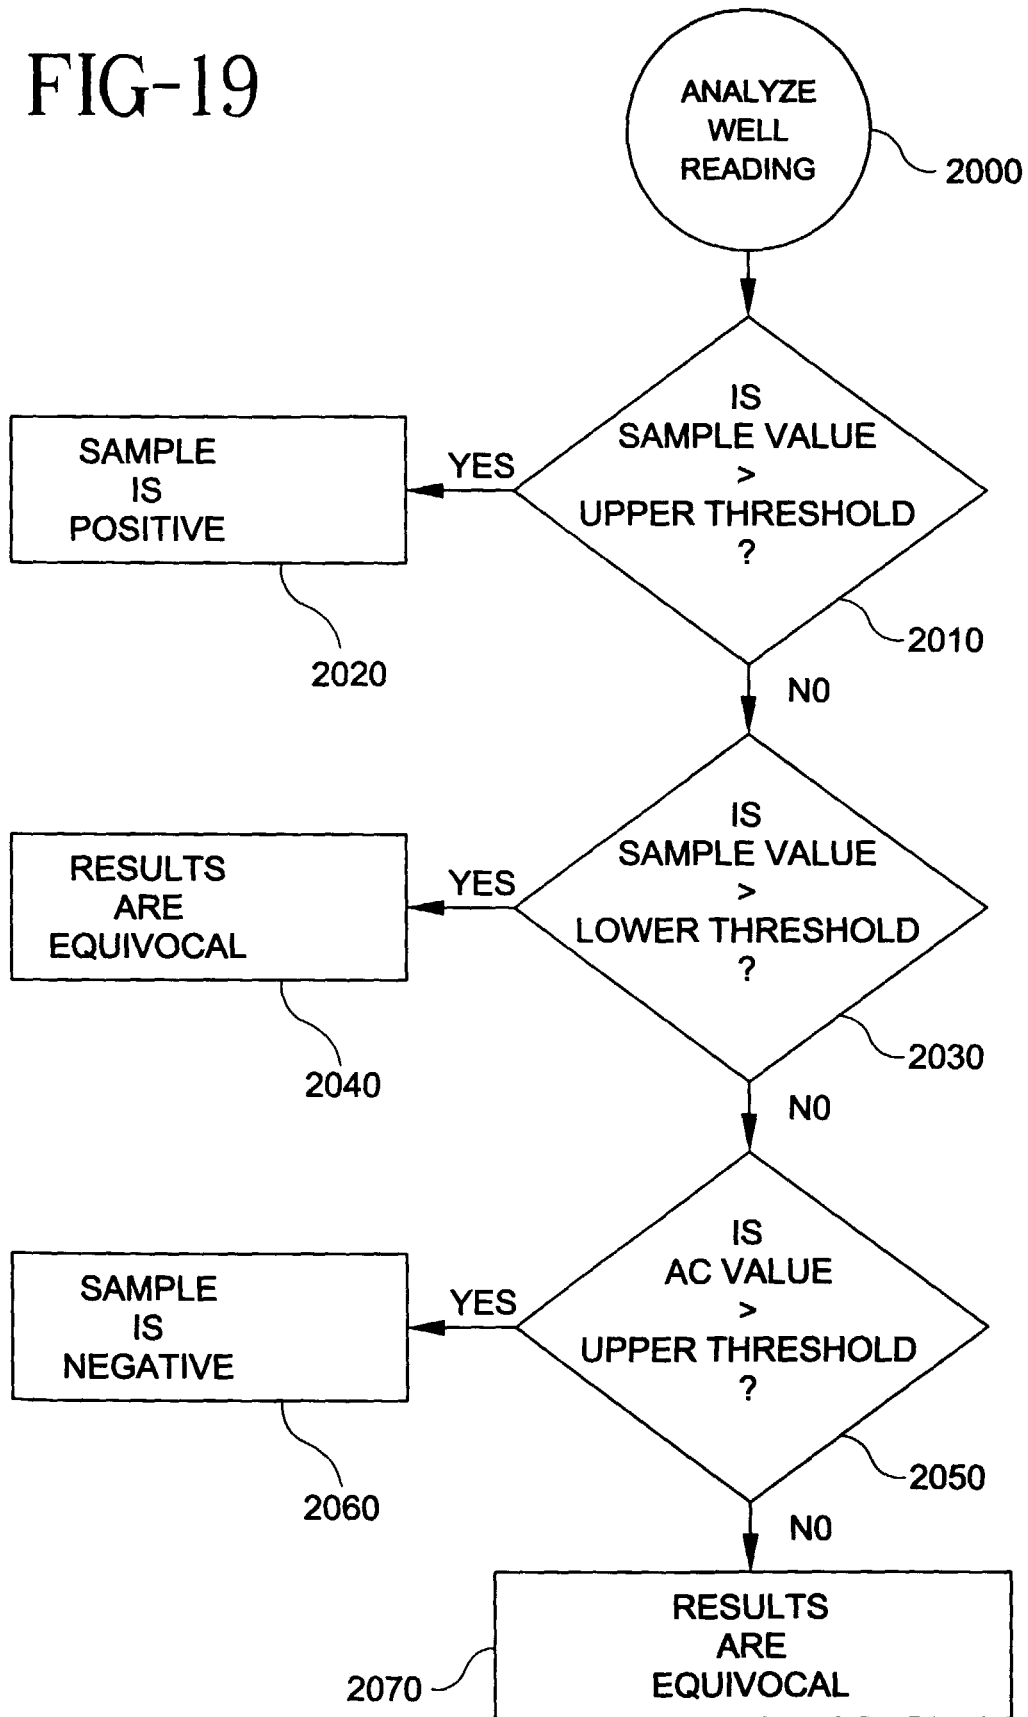 FIG-19
ANALYZE
WELL
READING
2000
IS
SAMPLE VALUE
>
UPPER THRESHOLD
?
2010
YES
SAMPLE
IS
POSITIVE
2020
N0
IS
SAMPLE VALUE
>
LOWER THRESHOLD
?
2030
YES
RESULTS
ARE
EQUIVOCAL
2040
N0
IS
AC VALUE
>
UPPER THRESHOLD
?
2050
YES
SAMPLE
IS
NEGATIVE
2060
N0
RESULTS
ARE
EQUIVOCAL
2070